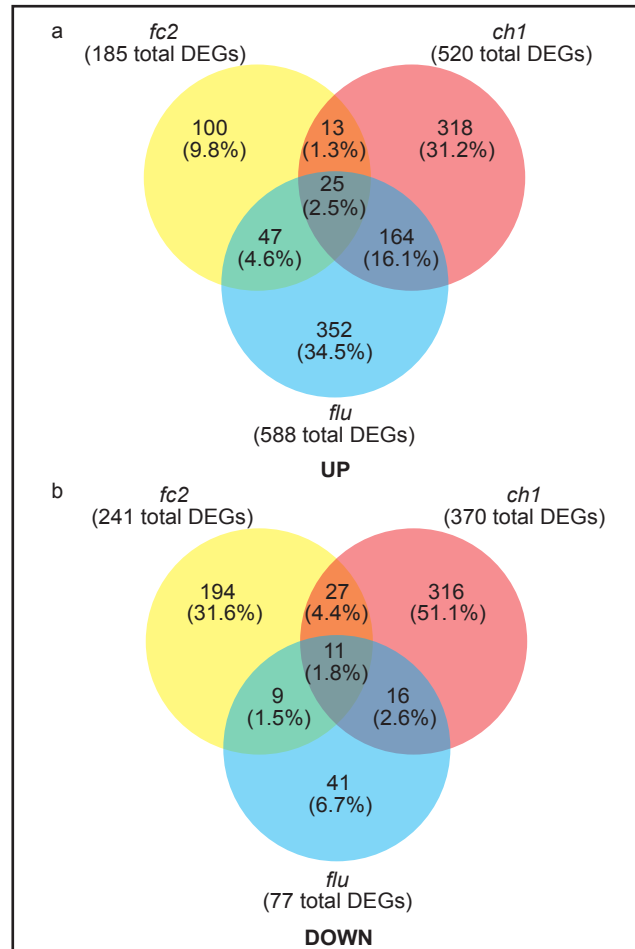 a
fc2
(185 total DEGs)
ch1
(520 total DEGs)
100
(9.8%)
13
(1.3%)
318
(31.2%)
25
(2.5%)
47
(4.6%)
164
(16.1%)
352
(34.5%)
flu
(588 total DEGs)
UP
b
fc2
(241 total DEGs)
ch1
(370 total DEGs)
194
(31.6%)
27
(4.4%)
316
(51.1%)
11
(1.8%)
9
(1.5%)
16
(2.6%)
41
(6.7%)
flu
(77 total DEGs)
DOWN